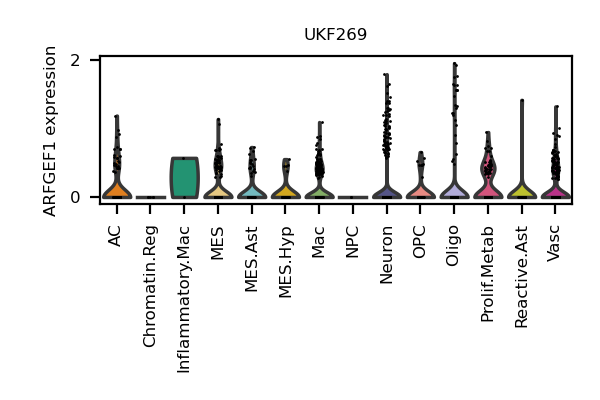 UKF269
ARFGEF1 expression
2
0
AC
Chromatin.Reg
Inflammatory.Mac
MES
MES.Ast
MES.Hyp
Mac
NPC
Neuron
OPC
Oligo
Prolif.Metab
Reactive.Ast
Vasc